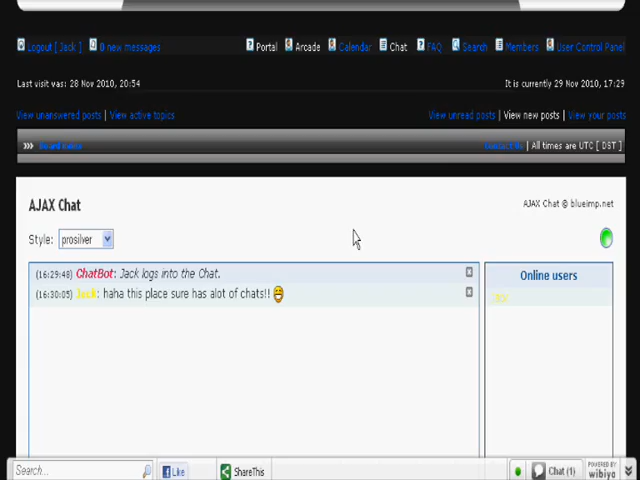 Logout [ Jack ] 0 new messages Portal Arcade Calendar Chat FAQ Search Members User Control Panel
Last visit was: 28 Nov 2010, 20:54 It is currently 29 Nov 2010, 17:29
View unanswered posts | View active topics View unread posts | View new posts | View your posts
Board index | All times are UTC [ DST ]
AJAX Chat AJAX Chat @ blueimp.net
Style: prosilver
Online users
(16:29:48) ChatBot: Jack logs into the Chat.
(16:30:05) Jack: haha this place sure has alot of chats!!
Jack
Search... Like ShareThis Chat (1) POWERED BY wibiya